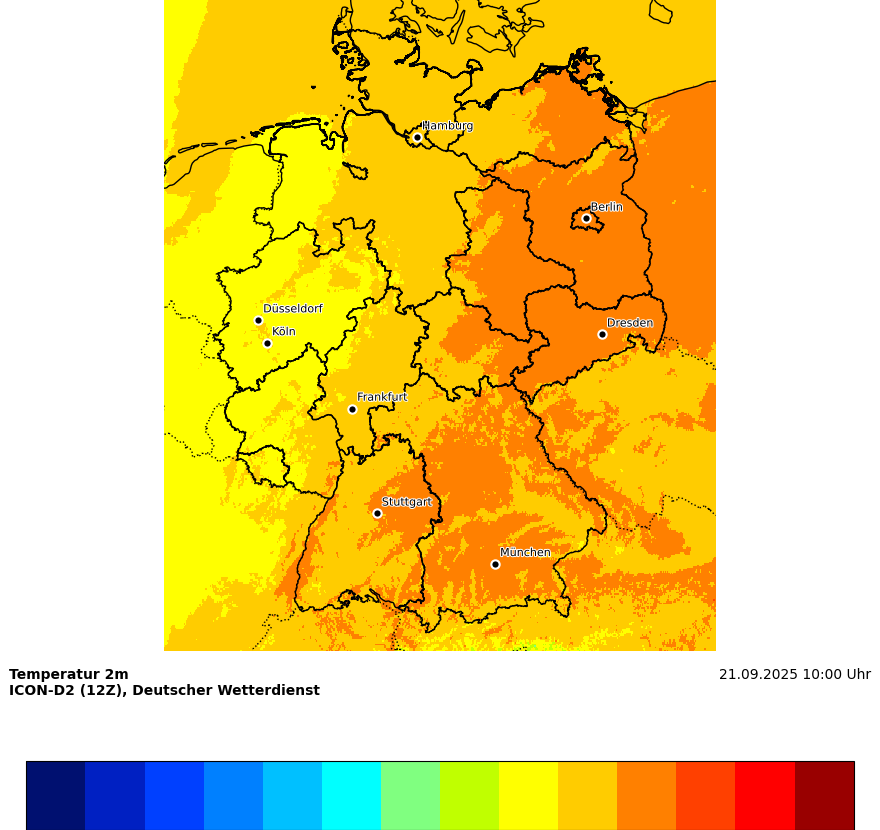 Hamburg
Berlin
Düsseldorf
Köln
Dresden
Frankfurt
Stuttgart
München
Temperatur 2m
21.09.2025 10:00 Uhr
ICON-D2 (12Z), Deutscher Wetterdienst